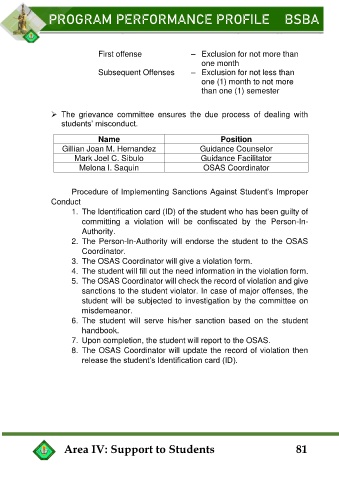 PROGRAM PERFORMANCE PROFILE BSBA
First offense – Exclusion for not more than
one month
Subsequent Offenses – Exclusion for not less than
one (1) month to not more
than one (1) semester
➢ The grievance committee ensures the due process of dealing with
students' misconduct.
Name Position
Gillian Joan M. Hernandez Guidance Counselor
Mark Joel C. Sibulo Guidance Facilitator
Melona I. Saquin OSAS Coordinator
Procedure of Implementing Sanctions Against Student's Improper
Conduct
1. The Identification card (ID) of the student who has been guilty of
committing a violation will be confiscated by the Person-In-
Authority.
2. The Person-In-Authority will endorse the student to the OSAS
Coordinator.
3. The OSAS Coordinator will give a violation form.
4. The student will fill out the need information in the violation form.
5. The OSAS Coordinator will check the record of violation and give
sanctions to the student violator. In case of major offenses, the
student will be subjected to investigation by the committee on
misdemeanor.
6. The student will serve his/her sanction based on the student
handbook.
7. Upon completion, the student will report to the OSAS.
8. The OSAS Coordinator will update the record of violation then
release the student's Identification card (ID).
Area IV: Support to Students 81